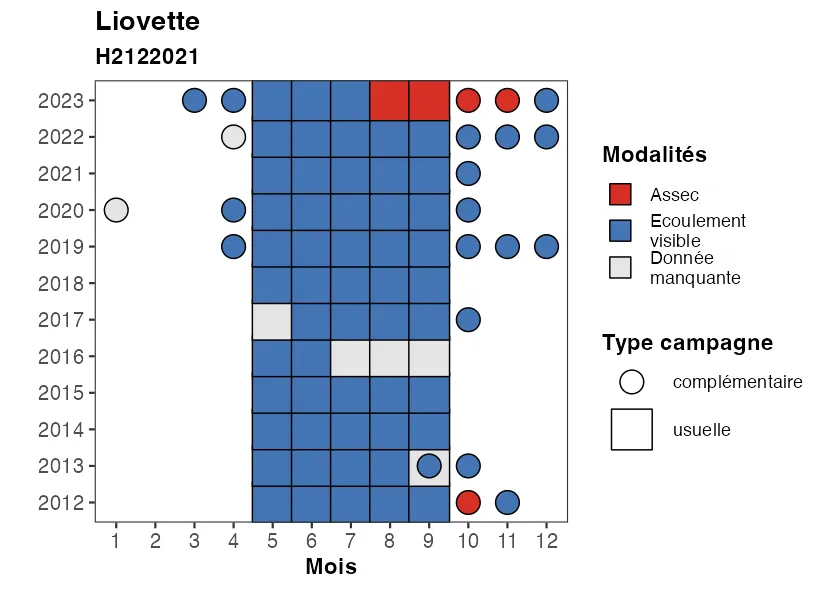 Liovette
H2122021
2023
2022
2021
2020
2019
2018
2017
2016
2015
2014
2013
2012
1 2 3 4 5 6 7 8 9 10 11 12
Mois
Modalités
Assec
Ecoulement
visible
Donnée
manquante
Type campagne
complémentaire
usuelle